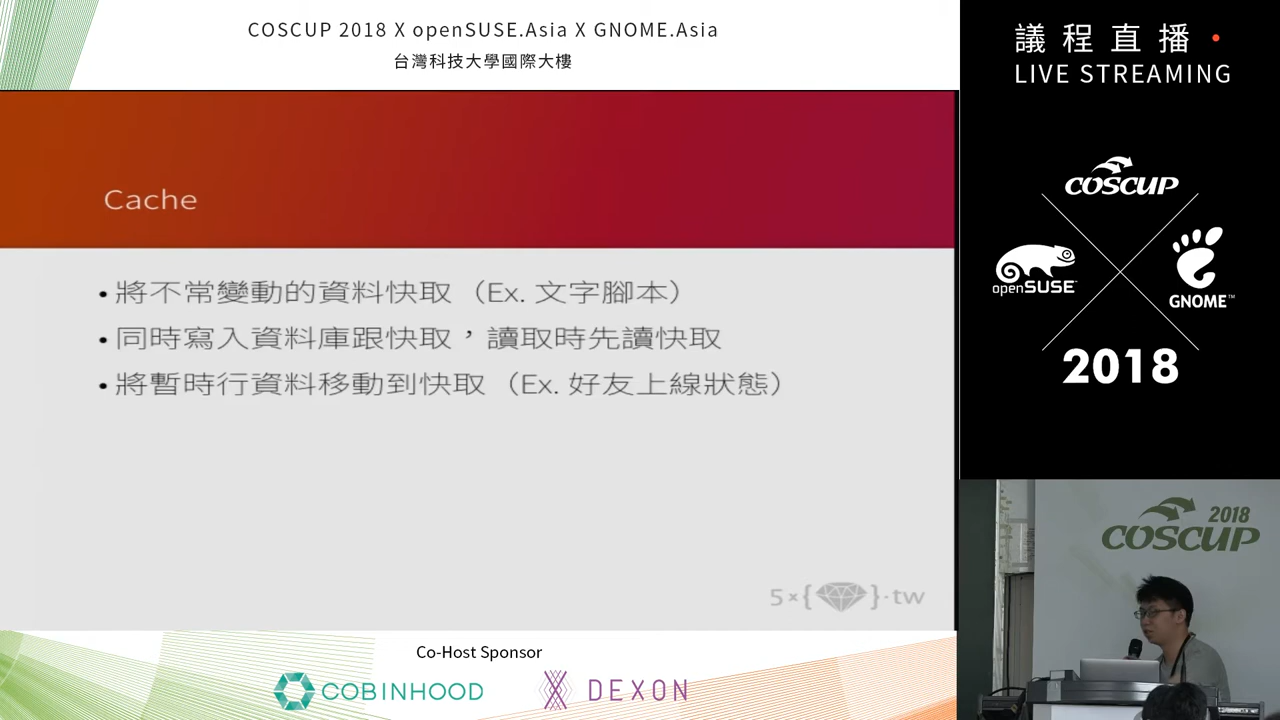 COSCUP 2018 X openSUSE.Asia X GNOME.Asia
台灣科技大學國際大樓
議程直播
LIVE STREAMING
Cache
• 將不常變動的資料快取（Ex. 文字腳本）
• 同時寫入資料庫跟快取，讀取時先讀快取
• 將暫時行資料移動到快取（Ex. 好友上線狀態）
5×{}·tw
COSCUP
openSUSE™
GNOME™
2018
2018
COSCUP
Co-Host Sponsor
COBINHOOD
DEXON